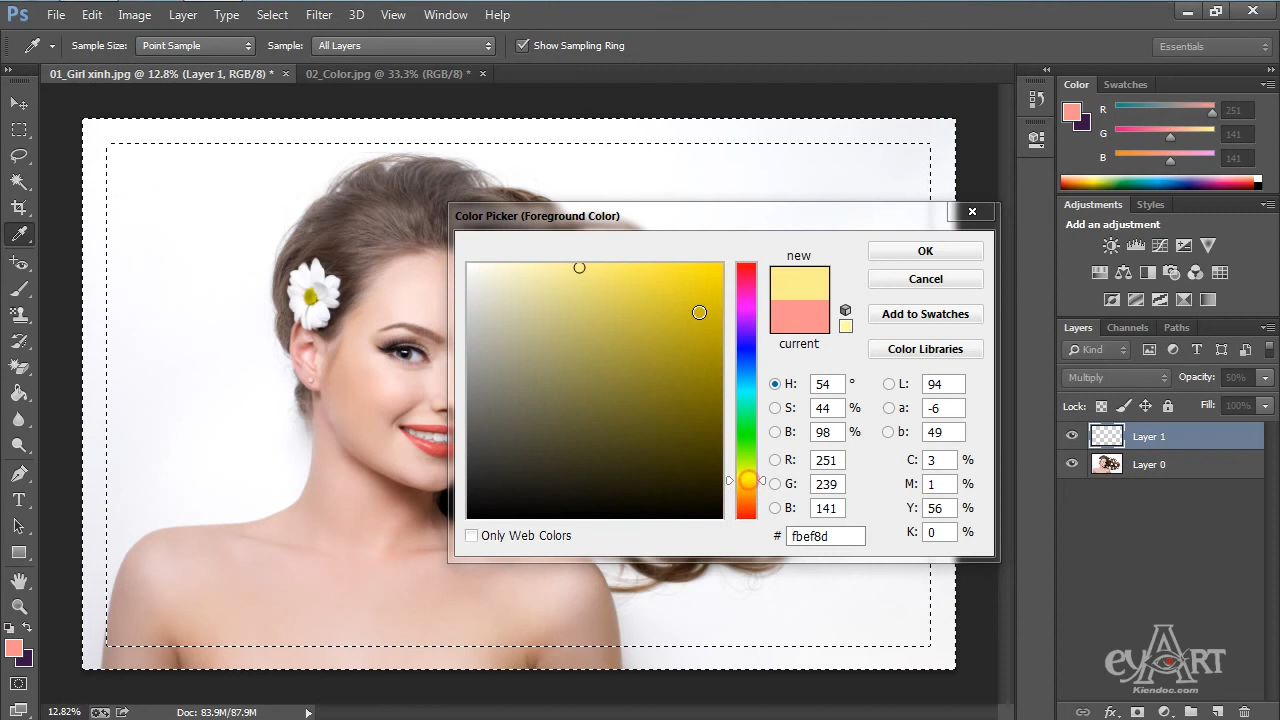 Ps File Edit Image Layer Type Select Filter 3D View Window Help
Sample Size: Point Sample Sample: All Layers Show Sampling Ring Essentials
01_Girl xinh.jpg @ 12.8% (Layer 1, RGB/8) * × 02_Color.jpg @ 33.3% (RGB/8) * ×
Color Swatches
R 251
G 141
B 141
Adjustments Styles
Add an adjustment
Color Picker (Foreground Color)
new
current
OK
Cancel
Add to Swatches
Color Libraries
H: 54 ° L: 94
S: 44 % a: -6
B: 98 % b: 49
R: 251 C: 3 %
G: 239 M: 1 %
B: 141 Y: 56 %
# fbef8d K: 0 %
Only Web Colors
Layers Channels Paths
Kind
Multiply Opacity: 50%
Lock: Fill: 100%
Layer 1
Layer 0
eyART
Kiendoc.com
12.82% Doc: 83.9M/87.9M
fx